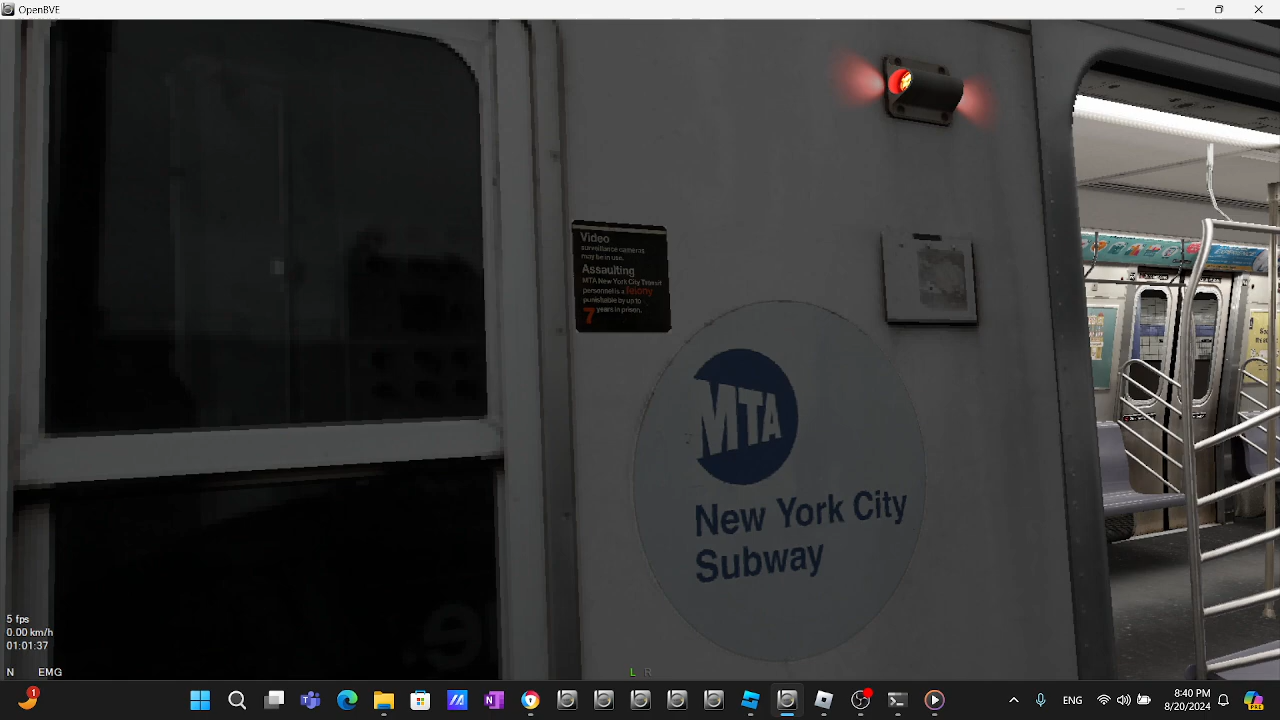 OpenBVE
Video
surveillance cameras
may be in use.
Assaulting
MTA New York City Transit
personnel is a felony
punishable by up to
7 years in prison.
MTA
New York City
Subway
5 fps
0.00 km/h
01:01:37
N EMG
L R
1
ENG
8:40 PM
8/20/2024
PRE